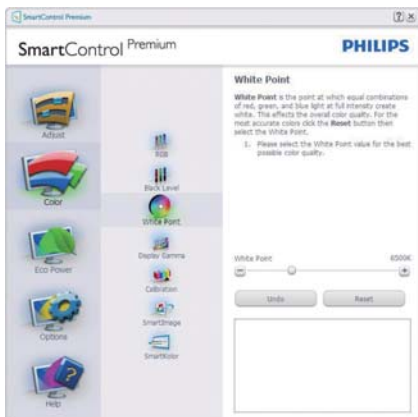 SmartControl Premium
SmartControl Premium
PHILIPS
Adjust
Color
Eco Power
Options
Help
RGB
Black Level
White Point
Display Gamma
Calibration
SmartImage
SmartKolor
White Point
White Point is the point at which equal combinations
of red, green, and blue light at full intensity create
white. This effects the overall color quality. For the
most accurate colors click the Reset button then
select the White Point.
1. Please select the White Point value for the best
possible color quality.
White Point 6500K
Undo Reset